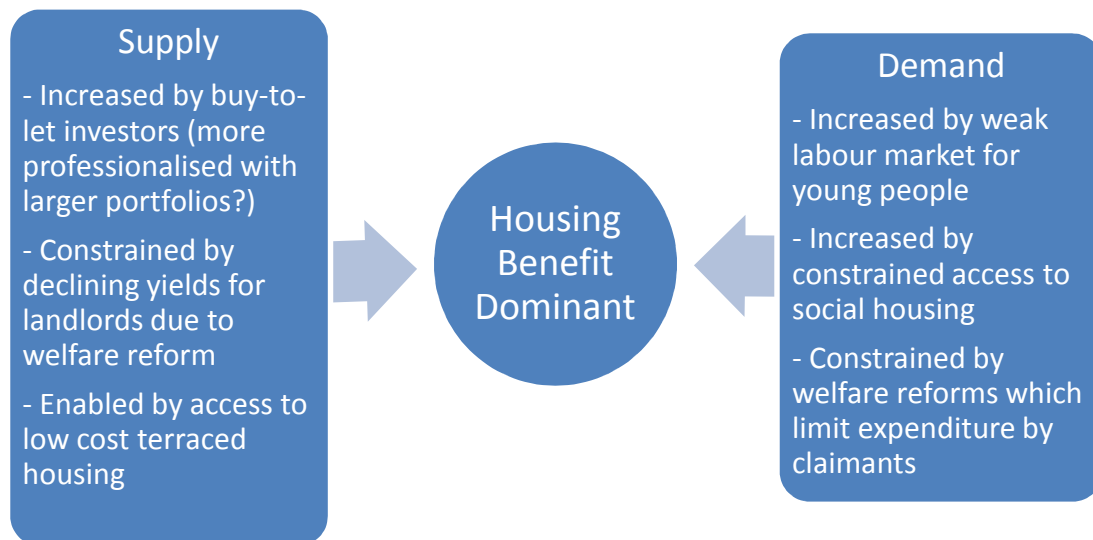 Supply
- Increased by buy-to-
let investors (more
professionalised with
larger portfolios?)
- Constrained by
declining yields for
landlords due to
welfare reform
- Enabled by access to
low cost terraced
housing
Housing
Benefit
Dominant
Demand
- Increased by weak
labour market for
young people
- Increased by
constrained access to
social housing
- Constrained by
welfare reforms which
limit expenditure by
claimants